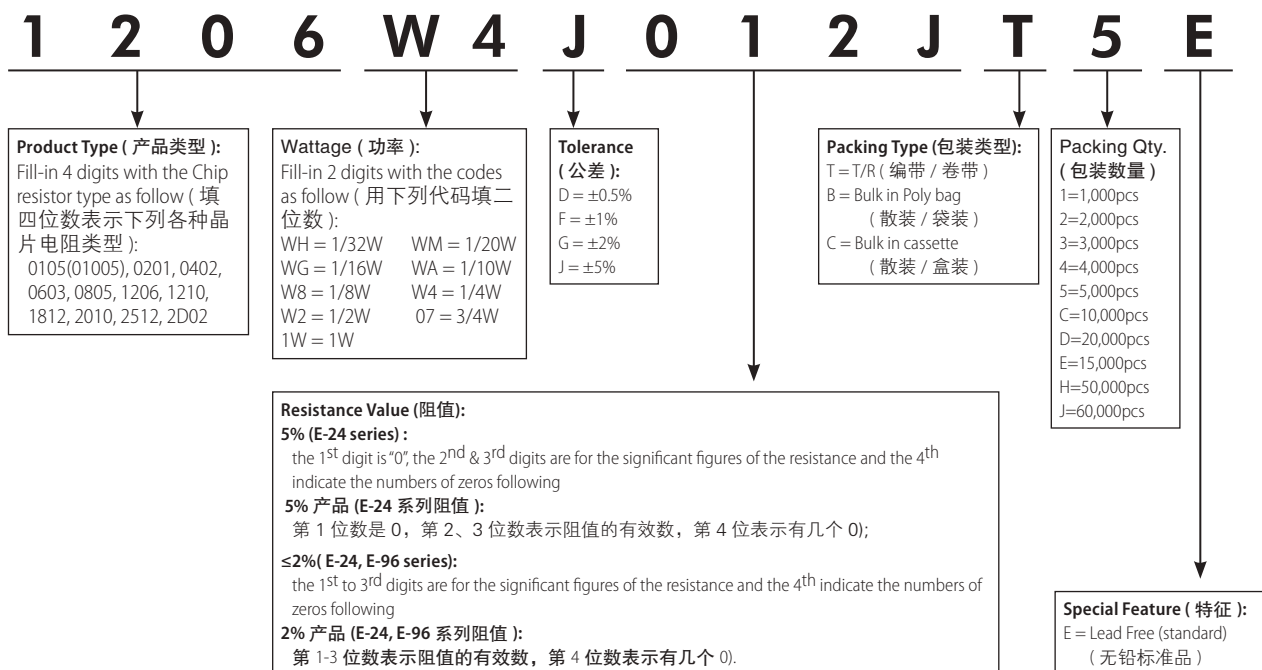 1 2 0 6 W 4 J 0 1 2 J T 5 E
Product Type ( 产品类型 ):
Fill-in 4 digits with the Chip
resistor type as follow ( 填
四位数表示下列各种晶
片电阻类型 ):
0105(01005), 0201, 0402,
0603, 0805, 1206, 1210,
1812, 2010, 2512, 2D02
Wattage ( 功率 ):
Fill-in 2 digits with the codes
as follow ( 用下列代码填二
位数 ):
WH = 1/32W WM = 1/20W
WG = 1/16W WA = 1/10W
W8 = 1/8W W4 = 1/4W
W2 = 1/2W 07 = 3/4W
1W = 1W
Tolerance
( 公差 ):
D = ±0.5%
F = ±1%
G = ±2%
J = ±5%
Packing Type (包装类型):
T = T/R ( 编带 / 卷带 )
B = Bulk in Poly bag
( 散装 / 袋装 )
C = Bulk in cassette
( 散装 / 盒装 )
Packing Qty.
( 包装数量 )
1=1,000pcs
2=2,000pcs
3=3,000pcs
4=4,000pcs
5=5,000pcs
C=10,000pcs
D=20,000pcs
E=15,000pcs
H=50,000pcs
J=60,000pcs
Resistance Value (阻值):
5% (E-24 series) :
the 1st digit is "0", the 2nd & 3rd digits are for the significant figures of the resistance and the 4th
indicate the numbers of zeros following
5% 产品 (E-24 系列阻值 ):
第 1 位数是 0，第 2、3 位数表示阻值的有效数，第 4 位表示有几个 0);
≤2%( E-24, E-96 series):
the 1st to 3rd digits are for the significant figures of the resistance and the 4th indicate the numbers of
zeros following
2% 产品 (E-24, E-96 系列阻值 ):
第 1-3 位数表示阻值的有效数，第 4 位数表示有几个 0).
Special Feature ( 特征 ):
E = Lead Free (standard)
( 无铅标准品 )